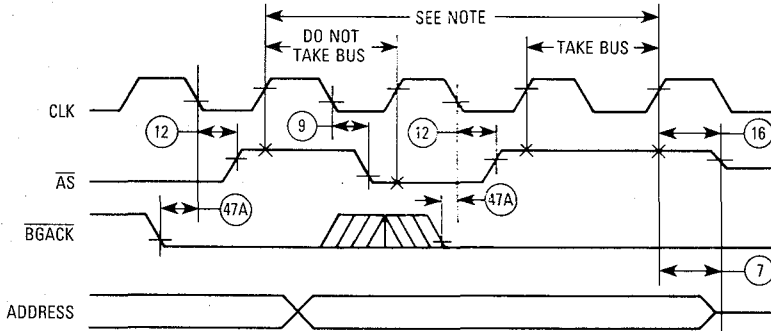 SEE NOTE
DO NOT
TAKE BUS
TAKE BUS
CLK
12
9
12
16
AS
47A
47A
BGACK
7
ADDRESS